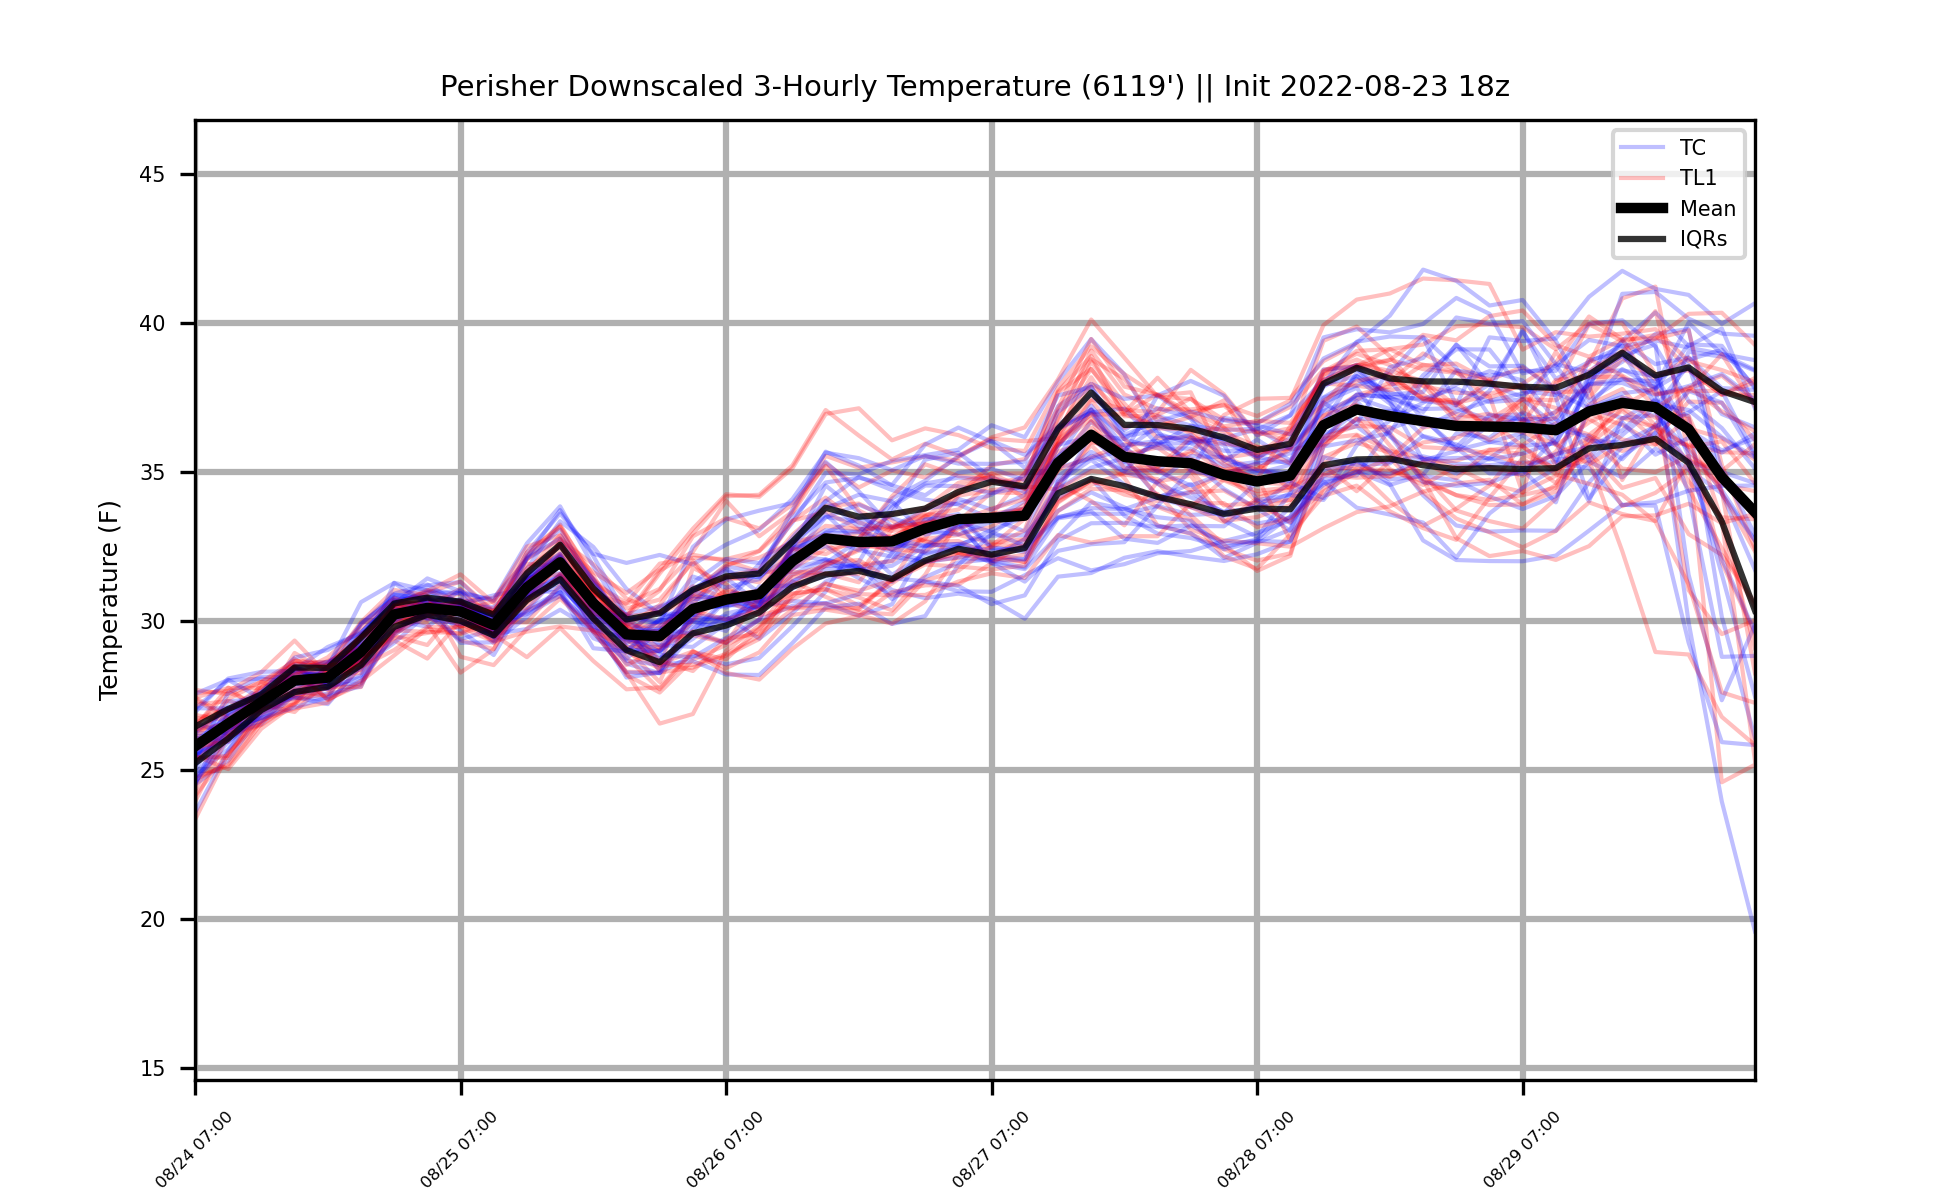 Perisher Downscaled 3-Hourly Temperature (6119') || Init 2022-08-23 18z
TC
TL1
Mean
IQRs
Temperature (F)
45
40
35
30
25
20
15
08/24 07:00
08/25 07:00
08/26 07:00
08/27 07:00
08/28 07:00
08/29 07:00